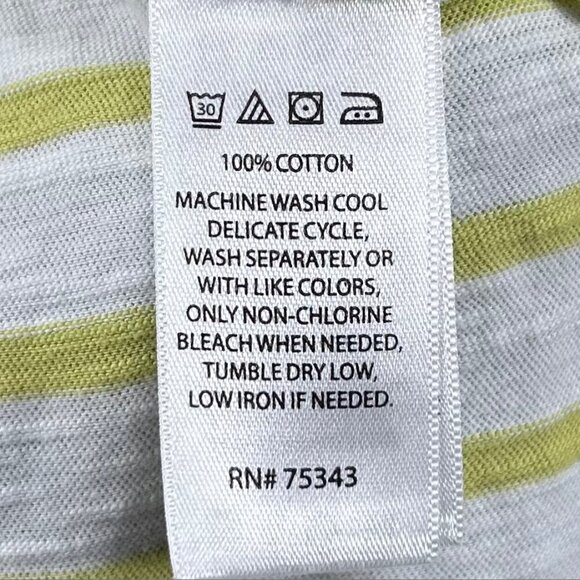 30
100% COTTON
MACHINE WASH COOL
DELICATE CYCLE,
WASH SEPARATELY OR
WITH LIKE COLORS,
ONLY NON-CHLORINE
BLEACH WHEN NEEDED,
TUMBLE DRY LOW,
LOW IRON IF NEEDED.
RN# 75343